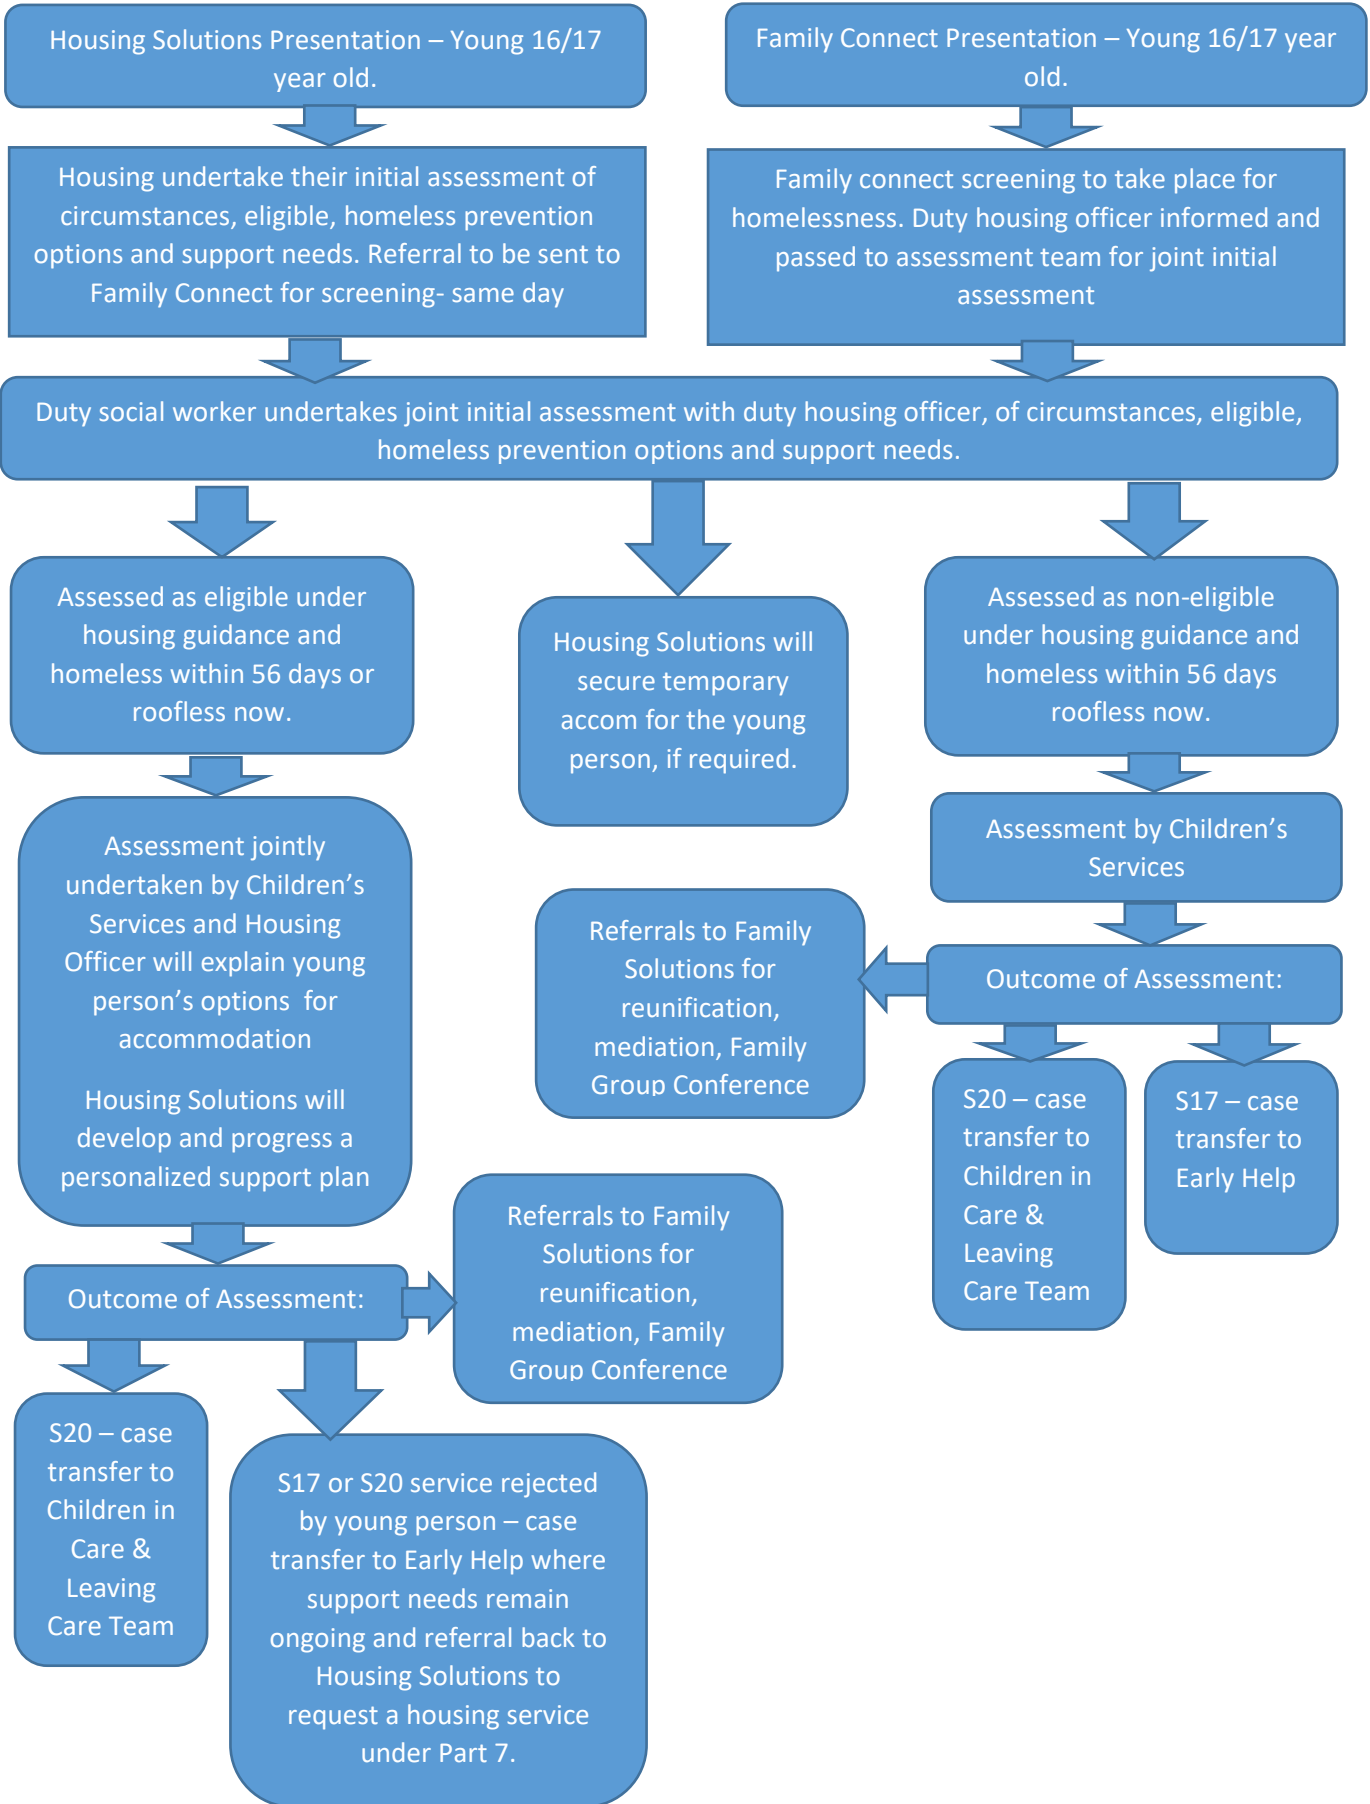 Housing Solutions Presentation – Young 16/17
year old.
Family Connect Presentation – Young 16/17 year
old.
Housing undertake their initial assessment of
circumstances, eligible, homeless prevention
options and support needs. Referral to be sent to
Family Connect for screening- same day
Family connect screening to take place for
homelessness. Duty housing officer informed and
passed to assessment team for joint initial
assessment
Duty social worker undertakes joint initial assessment with duty housing officer, of circumstances, eligible,
homeless prevention options and support needs.
Assessed as eligible under
housing guidance and
homeless within 56 days or
roofless now.
Housing Solutions will
secure temporary
accom for the young
person, if required.
Assessed as non-eligible
under housing guidance and
homeless within 56 days
roofless now.
Assessment jointly
undertaken by Children’s
Services and Housing
Officer will explain young
person’s options  for
accommodation
Housing Solutions will
develop and progress a
personalized support plan
Assessment by Children’s
Services
Referrals to Family
Solutions for
reunification,
mediation, Family
Group Conference
Outcome of Assessment:
S20 – case
transfer to
Children in
Care &
Leaving
Care Team
S17 – case
transfer to
Early Help
Outcome of Assessment:
Referrals to Family
Solutions for
reunification,
mediation, Family
Group Conference
S20 – case
transfer to
Children in
Care &
Leaving
Care Team
S17 or S20 service rejected
by young person – case
transfer to Early Help where
support needs remain
ongoing and referral back to
Housing Solutions to
request a housing service
under Part 7.